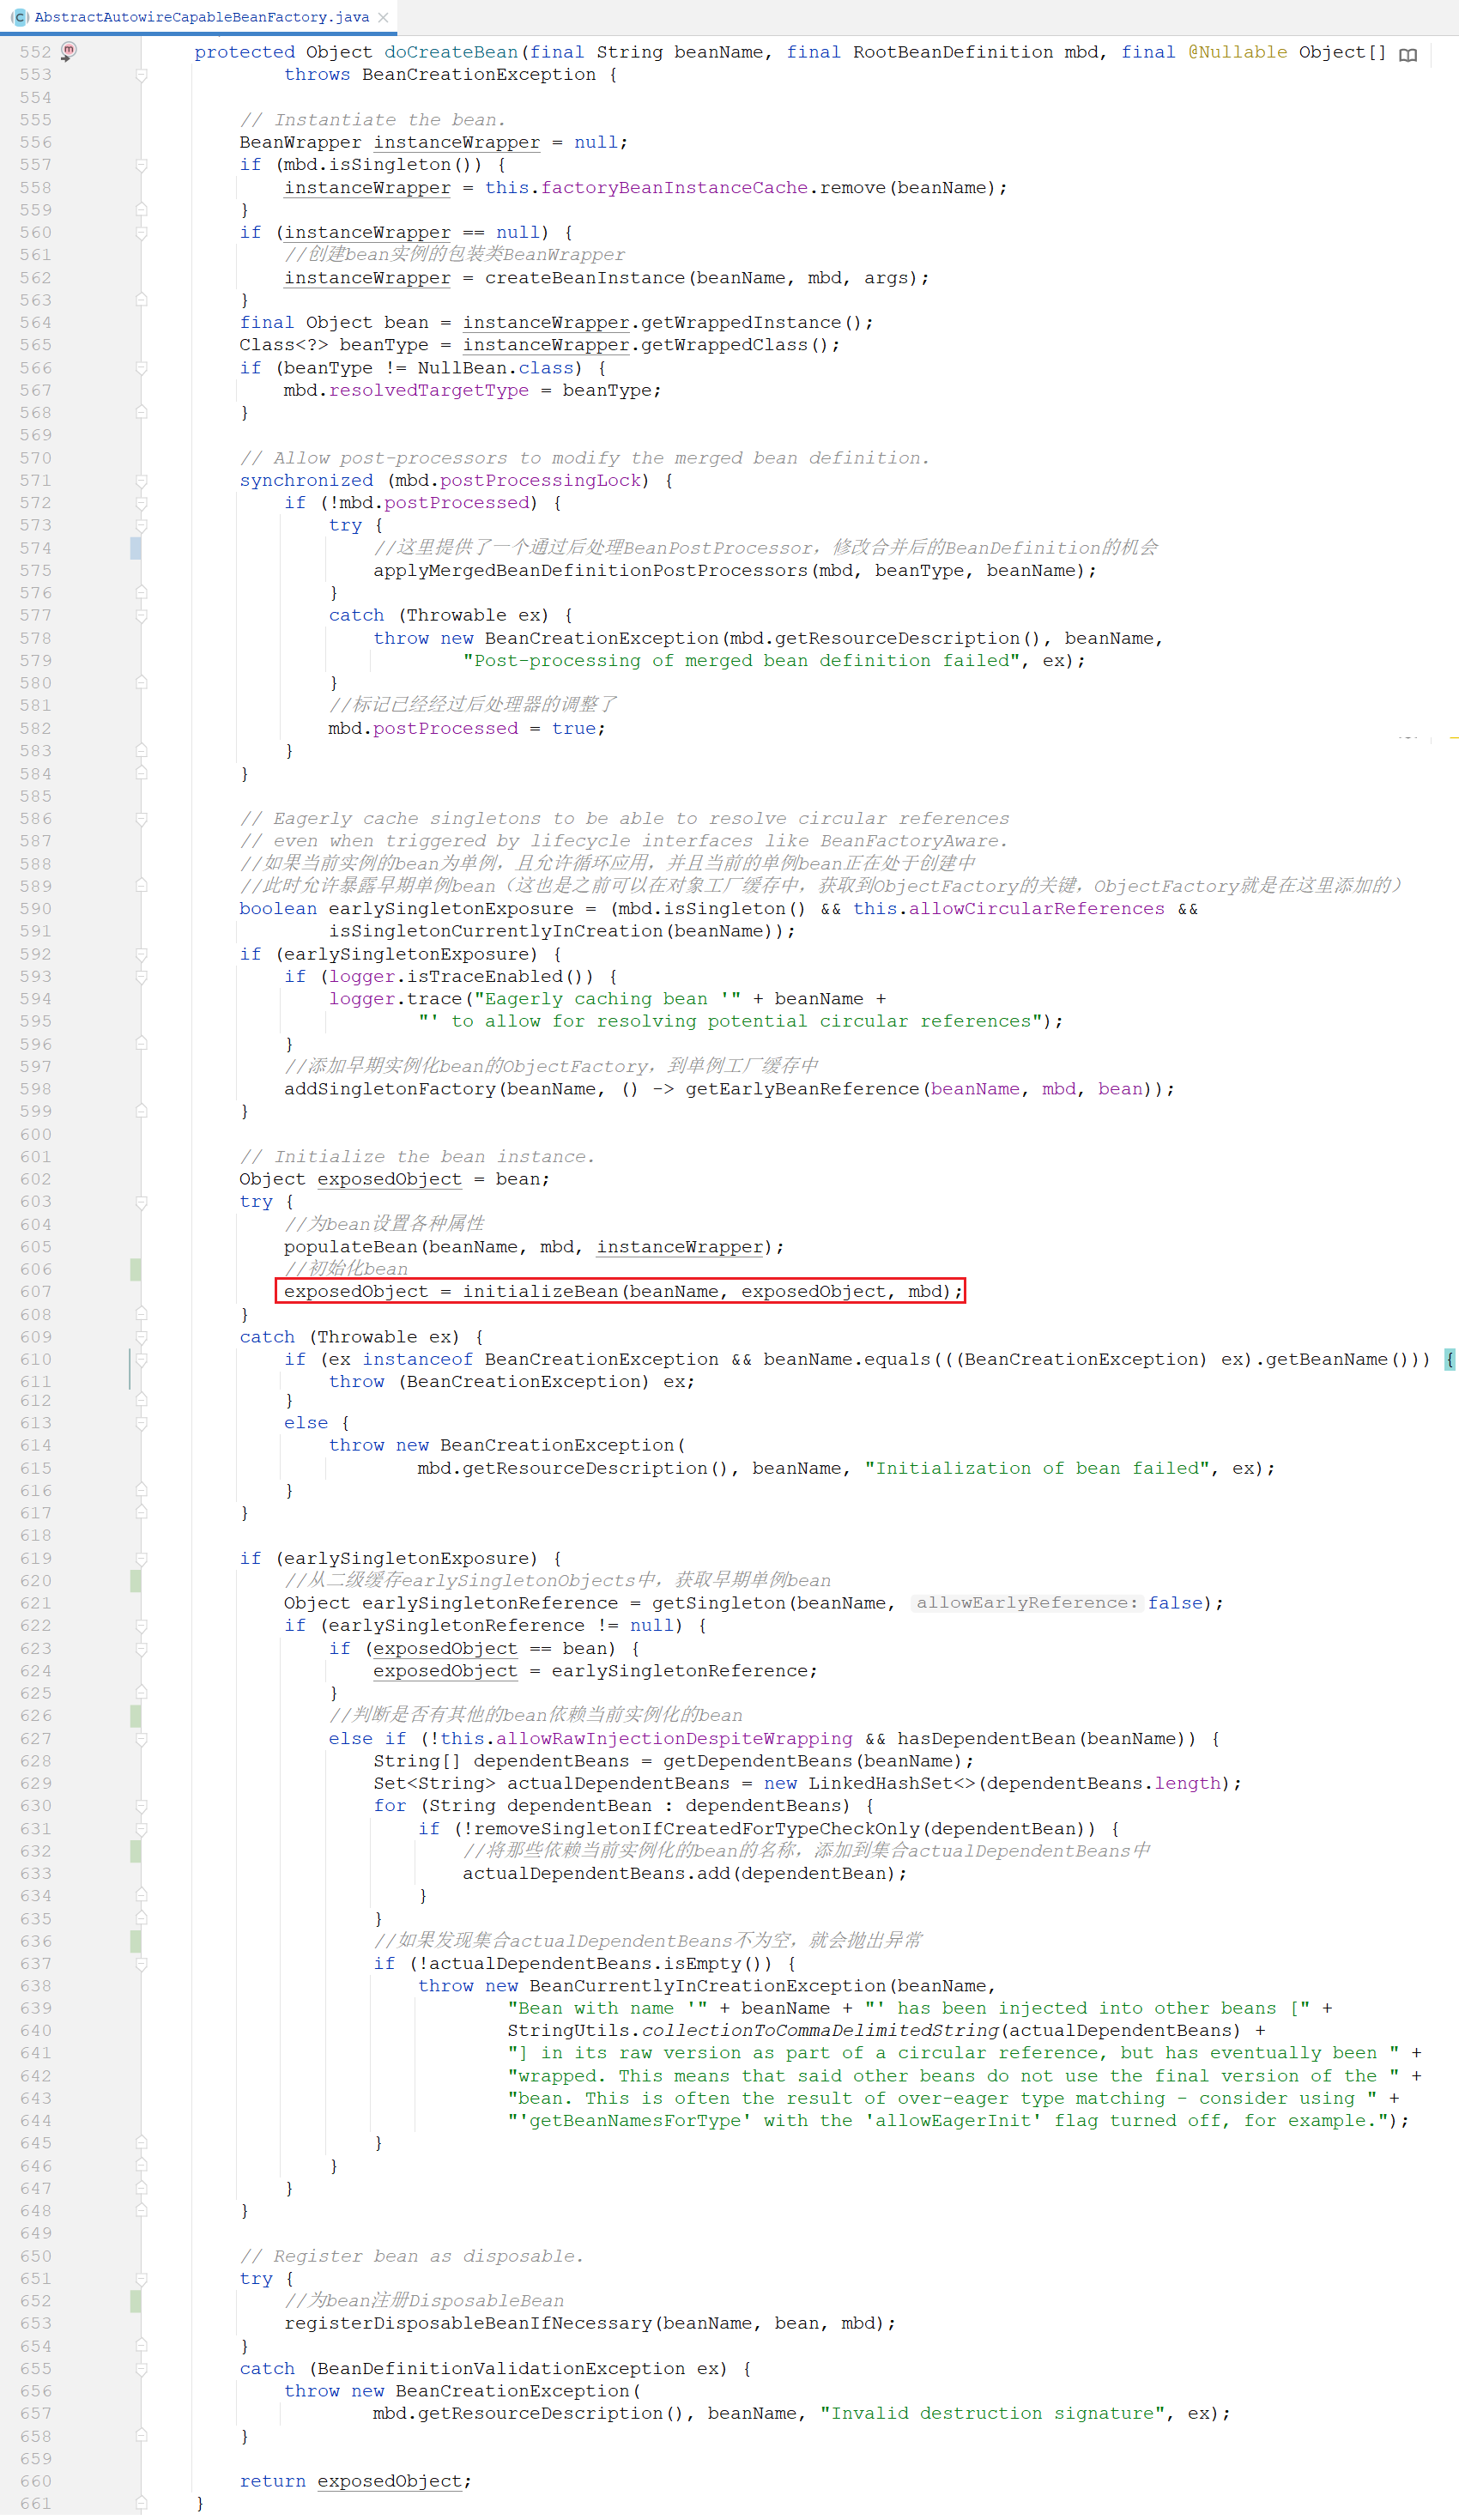 AbstractAutowireCapableBeanFactory.java
552 protected Object doCreateBean(final String beanName, final RootBeanDefinition mbd, final @Nullable Object[]
553 throws BeanCreationException {
554
555 // Instantiate the bean.
556 BeanWrapper instanceWrapper = null;
557 if (mbd.isSingleton()) {
558 instanceWrapper = this.factoryBeanInstanceCache.remove(beanName);
559 }
560 if (instanceWrapper == null) {
561 //创建bean实例的包装类BeanWrapper
562 instanceWrapper = createBeanInstance(beanName, mbd, args);
563 }
564 final Object bean = instanceWrapper.getWrappedInstance();
565 Class<?> beanType = instanceWrapper.getWrappedClass();
566 if (beanType != NullBean.class) {
567 mbd.resolvedTargetType = beanType;
568 }
569
570 // Allow post-processors to modify the merged bean definition.
571 synchronized (mbd.postProcessingLock) {
572 if (!mbd.postProcessed) {
573 try {
574 //这里提供了一个通过后处理BeanPostProcessor，修改合并后的BeanDefinition的机会
575 applyMergedBeanDefinitionPostProcessors(mbd, beanType, beanName);
576 }
577 catch (Throwable ex) {
578 throw new BeanCreationException(mbd.getResourceDescription(), beanName,
579 "Post-processing of merged bean definition failed", ex);
580 }
581 //标记已经经过后处理器的调整了
582 mbd.postProcessed = true;
583 }
584 }
585
586 // Eagerly cache singletons to be able to resolve circular references
587 // even when triggered by lifecycle interfaces like BeanFactoryAware.
588 //如果当前实例的bean为单例，且允许循环应用，并且当前的单例bean正在处于创建中
589 //此时允许暴露早期单例bean（这也是之前可以在对象工厂缓存中，获取到ObjectFactory的关键，ObjectFactory就是在这里添加的）
590 boolean earlySingletonExposure = (mbd.isSingleton() && this.allowCircularReferences &&
591 isSingletonCurrentlyInCreation(beanName));
592 if (earlySingletonExposure) {
593 if (logger.isTraceEnabled()) {
594 logger.trace("Eagerly caching bean '" + beanName +
595 "' to allow for resolving potential circular references");
596 }
597 //添加早期实例化bean的ObjectFactory，到单例工厂缓存中
598 addSingletonFactory(beanName, () -> getEarlyBeanReference(beanName, mbd, bean));
599 }
600
601 // Initialize the bean instance.
602 Object exposedObject = bean;
603 try {
604 //为bean设置各种属性
605 populateBean(beanName, mbd, instanceWrapper);
606 //初始化bean
607 exposedObject = initializeBean(beanName, exposedObject, mbd);
608 }
609 catch (Throwable ex) {
610 if (ex instanceof BeanCreationException && beanName.equals(((BeanCreationException) ex).getBeanName())) {
611 throw (BeanCreationException) ex;
612 }
613 else {
614 throw new BeanCreationException(
615 mbd.getResourceDescription(), beanName, "Initialization of bean failed", ex);
616 }
617 }
618
619 if (earlySingletonExposure) {
620 //从二级缓存earlySingletonObjects中，获取早期单例bean
621 Object earlySingletonReference = getSingleton(beanName, allowEarlyReference: false);
622 if (earlySingletonReference != null) {
623 if (exposedObject == bean) {
624 exposedObject = earlySingletonReference;
625 }
626 //判断是否有其他的bean依赖当前实例化的bean
627 else if (!this.allowRawInjectionDespiteWrapping && hasDependentBean(beanName)) {
628 String[] dependentBeans = getDependentBeans(beanName);
629 Set<String> actualDependentBeans = new LinkedHashSet<>(dependentBeans.length);
630 for (String dependentBean : dependentBeans) {
631 if (!removeSingletonIfCreatedForTypeCheckOnly(dependentBean)) {
632 //将那些依赖当前实例化的bean的名称，添加到集合actualDependentBeans中
633 actualDependentBeans.add(dependentBean);
634 }
635 }
636 //如果发现集合actualDependentBeans不为空，就会抛出异常
637 if (!actualDependentBeans.isEmpty()) {
638 throw new BeanCurrentlyInCreationException(beanName,
639 "Bean with name '" + beanName + "' has been injected into other beans [" +
640 StringUtils.collectionToCommaDelimitedString(actualDependentBeans) +
641 "] in its raw version as part of a circular reference, but has eventually been " +
642 "wrapped. This means that said other beans do not use the final version of the " +
643 "bean. This is often the result of over-eager type matching - consider using " +
644 "'getBeanNamesForType' with the 'allowEagerInit' flag turned off, for example.");
645 }
646 }
647 }
648 }
649
650 // Register bean as disposable.
651 try {
652 //为bean注册DisposableBean
653 registerDisposableBeanIfNecessary(beanName, bean, mbd);
654 }
655 catch (BeanDefinitionValidationException ex) {
656 throw new BeanCreationException(
657 mbd.getResourceDescription(), beanName, "Invalid destruction signature", ex);
658 }
659
660 return exposedObject;
661 }